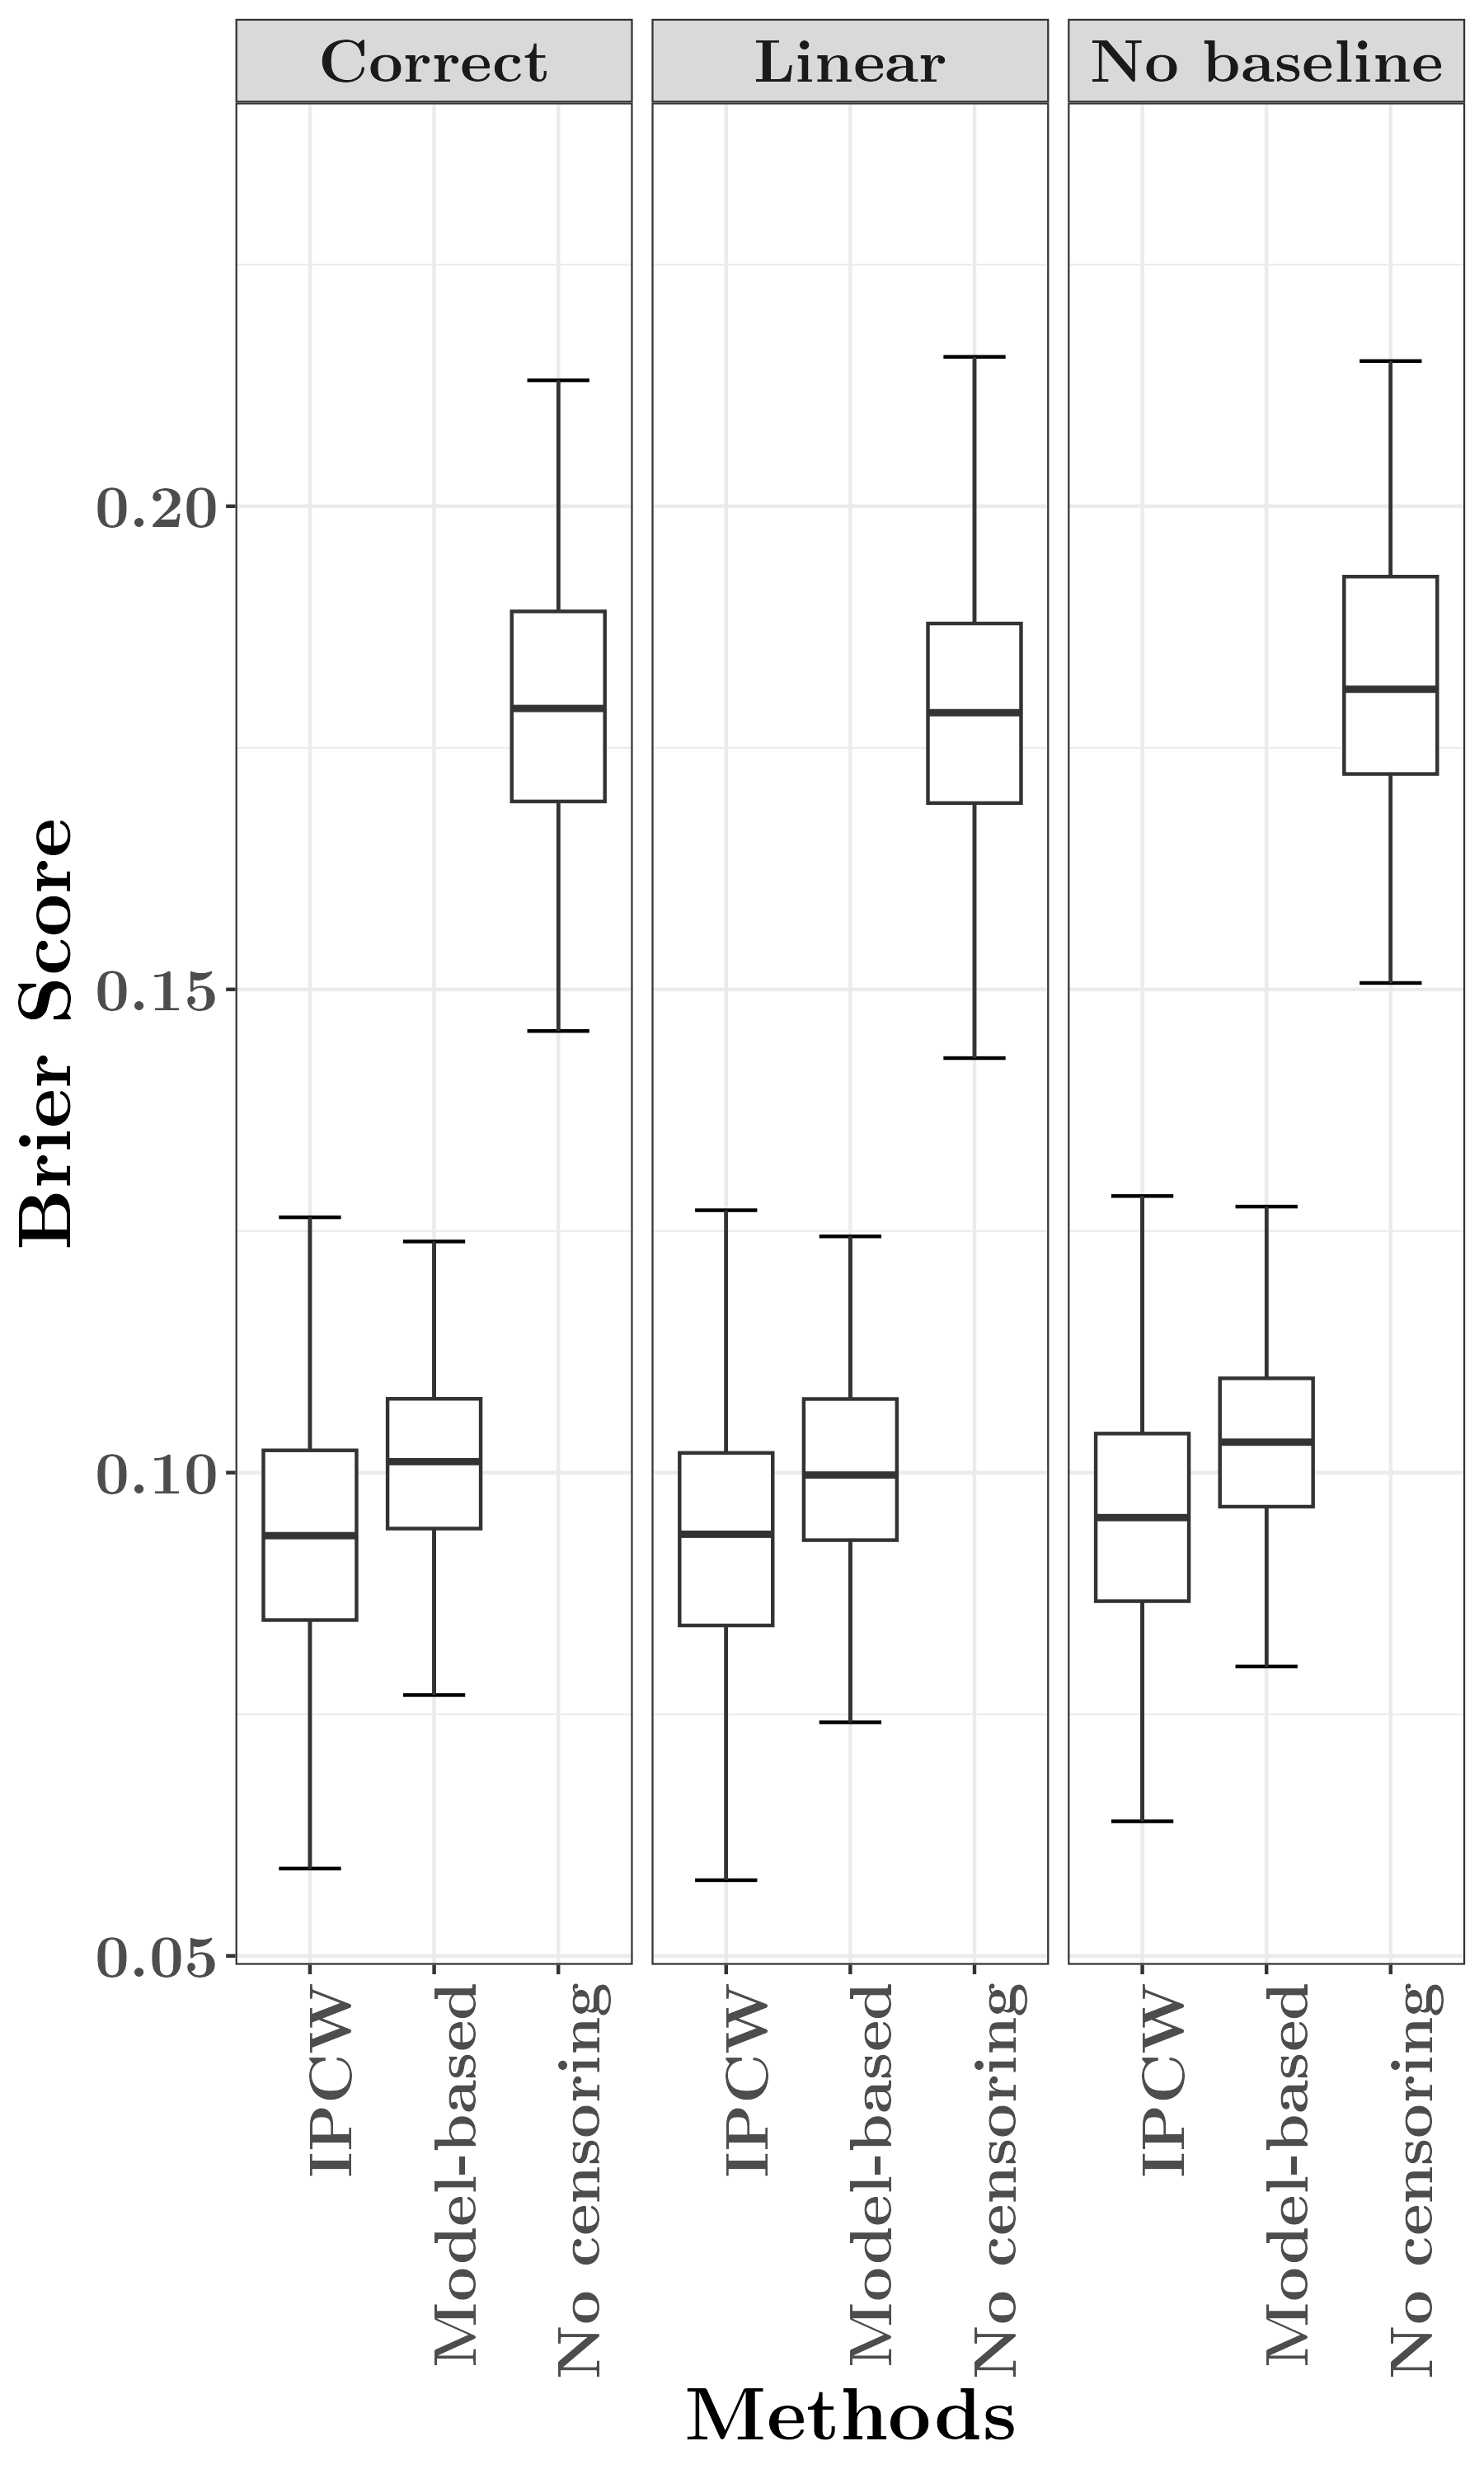 Correct Linear No baseline
Brier Score
0.20
0.15
0.10
0.05
IPCW Model-based No censoring IPCW Model-based No censoring IPCW Model-based No censoring
Methods